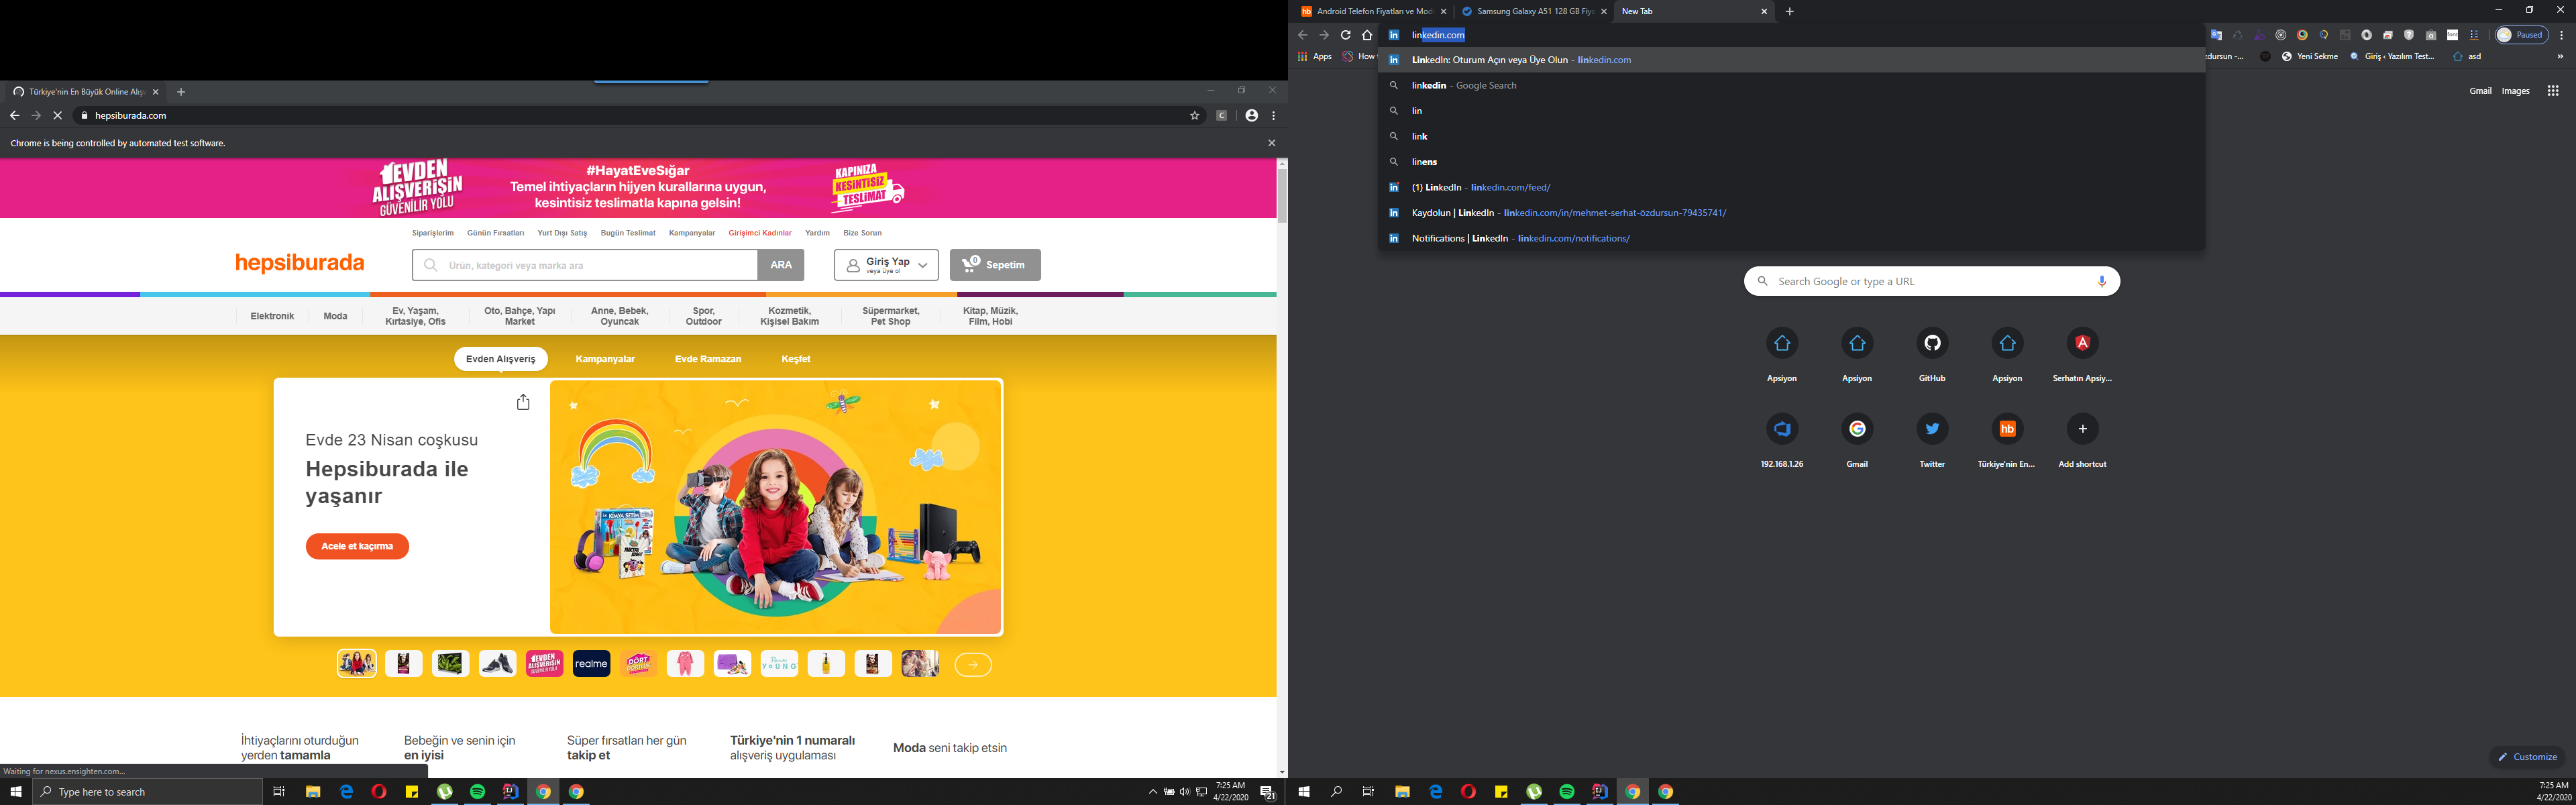 Türkiye'nin En Büyük Online Alışv
hepsiburada.com
Chrome is being controlled by automated test software.
EVDEN
ALIŞVERİŞİN
GÜVENİLİR YOLU
#HayatEveSığar
Temel ihtiyaçların hijyen kurallarına uygun,
kesintisiz teslimatla kapına gelsin!
KAPINIZA
KESİNTİSİZ
TESLİMAT
Siparişlerim Günün Fırsatları Yurt Dışı Satış Bugün Teslimat Kampanyalar Girişimci Kadınlar Yardım Bize Sorun
hepsiburada
Ürün, kategori veya marka ara
ARA
Giriş Yap
veya üye ol
0
Sepetim
Elektronik
Moda
Ev, Yaşam,
Kırtasiye, Ofis
Oto, Bahçe, Yapı
Market
Anne, Bebek,
Oyuncak
Spor,
Outdoor
Kozmetik,
Kişisel Bakım
Süpermarket,
Pet Shop
Kitap, Müzik,
Film, Hobi
Evden Alışveriş Kampanyalar Evde Ramazan Keşfet
Evde 23 Nisan coşkusu
Hepsiburada ile
yaşanır
Acele et kaçırma
KİMYA SETİM
realme
YOUNG
İhtiyaçlarını oturduğun
yerden tamamla
Bebeğin ve senin için
en iyisi
Süper fırsatları her gün
takip et
Türkiye'nin 1 numaralı
alışveriş uygulaması
Moda seni takip etsin
Waiting for nexus.ensighten.com...
Type here to search
7:25 AM
4/22/2020
21
Android Telefon Fiyatları ve Mode
Samsung Galaxy A51 128 GB Fiya
New Tab
linkedin.com
Paused
Apps
How
LinkedIn: Oturum Açın veya Üye Olun - linkedin.com
linkedin - Google Search
lin
link
linens
(1) LinkedIn - linkedin.com/feed/
Kaydolun | LinkedIn - linkedin.com/in/mehmet-serhat-özdursun-79435741/
Notifications | LinkedIn - linkedin.com/notifications/
zdursun -...
Yeni Sekme
Giriş ‹ Yazılım Test...
asd
Gmail Images
Search Google or type a URL
Apsiyon Apsiyon GitHub Apsiyon Serhatın Apsiy...
hb
192.168.1.26 Gmail Twitter Türkiye'nin En... Add shortcut
Customize
7:25 AM
4/22/2020